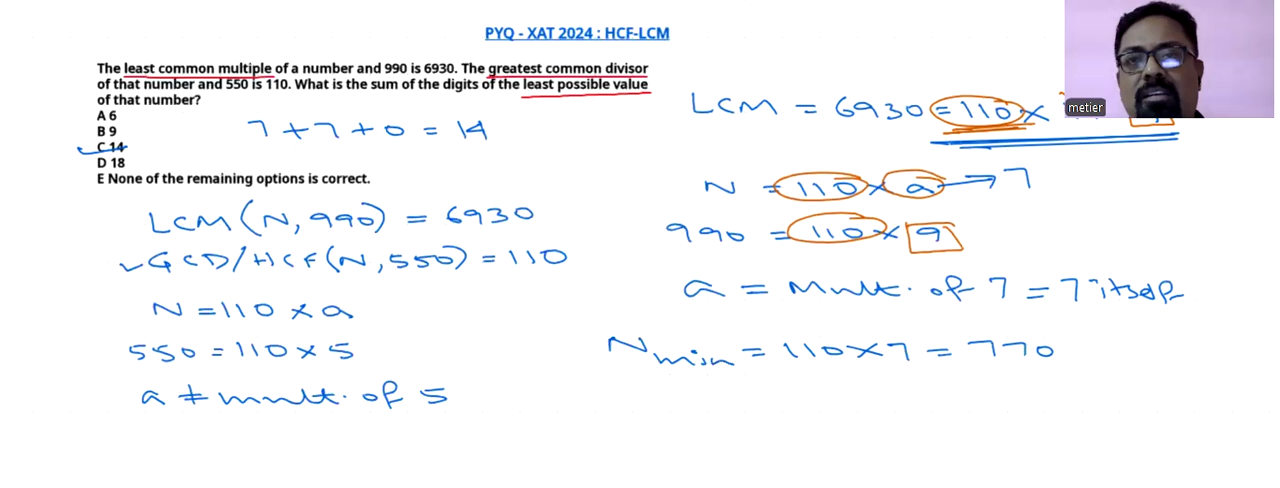 PYQ - XAT 2024 : HCF-LCM
The least common multiple of a number and 990 is 6930. The greatest common divisor
of that number and 550 is 110. What is the sum of the digits of the least possible value
of that number?
A 6
B 9
C 14
D 18
E None of the remaining options is correct.
7 + 7 + 0 = 14
LCM (N, 990) = 6930
GCD/HCF (N, 550) = 110
N = 110 × a
550 = 110 × 5
a ≠ mult. of 5
LCM = 6930 = 110 ×
N = 110 × a → 7
990 = 110 × 9
a = Mult. of 7 = 7 itself
Nmin = 110 × 7 = 770
metier